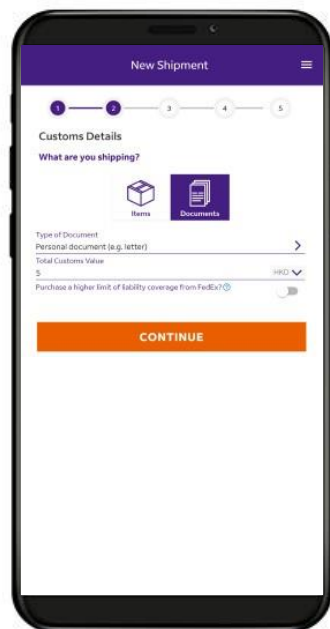 New Shipment
1 2 3 4 5
Customs Details
What are you shipping?
Items Documents
Type of Document
Personal document (e.g. letter)
Total Customs Value
5 HKD
Purchase a higher limit of liability coverage from FedEx? ?
CONTINUE